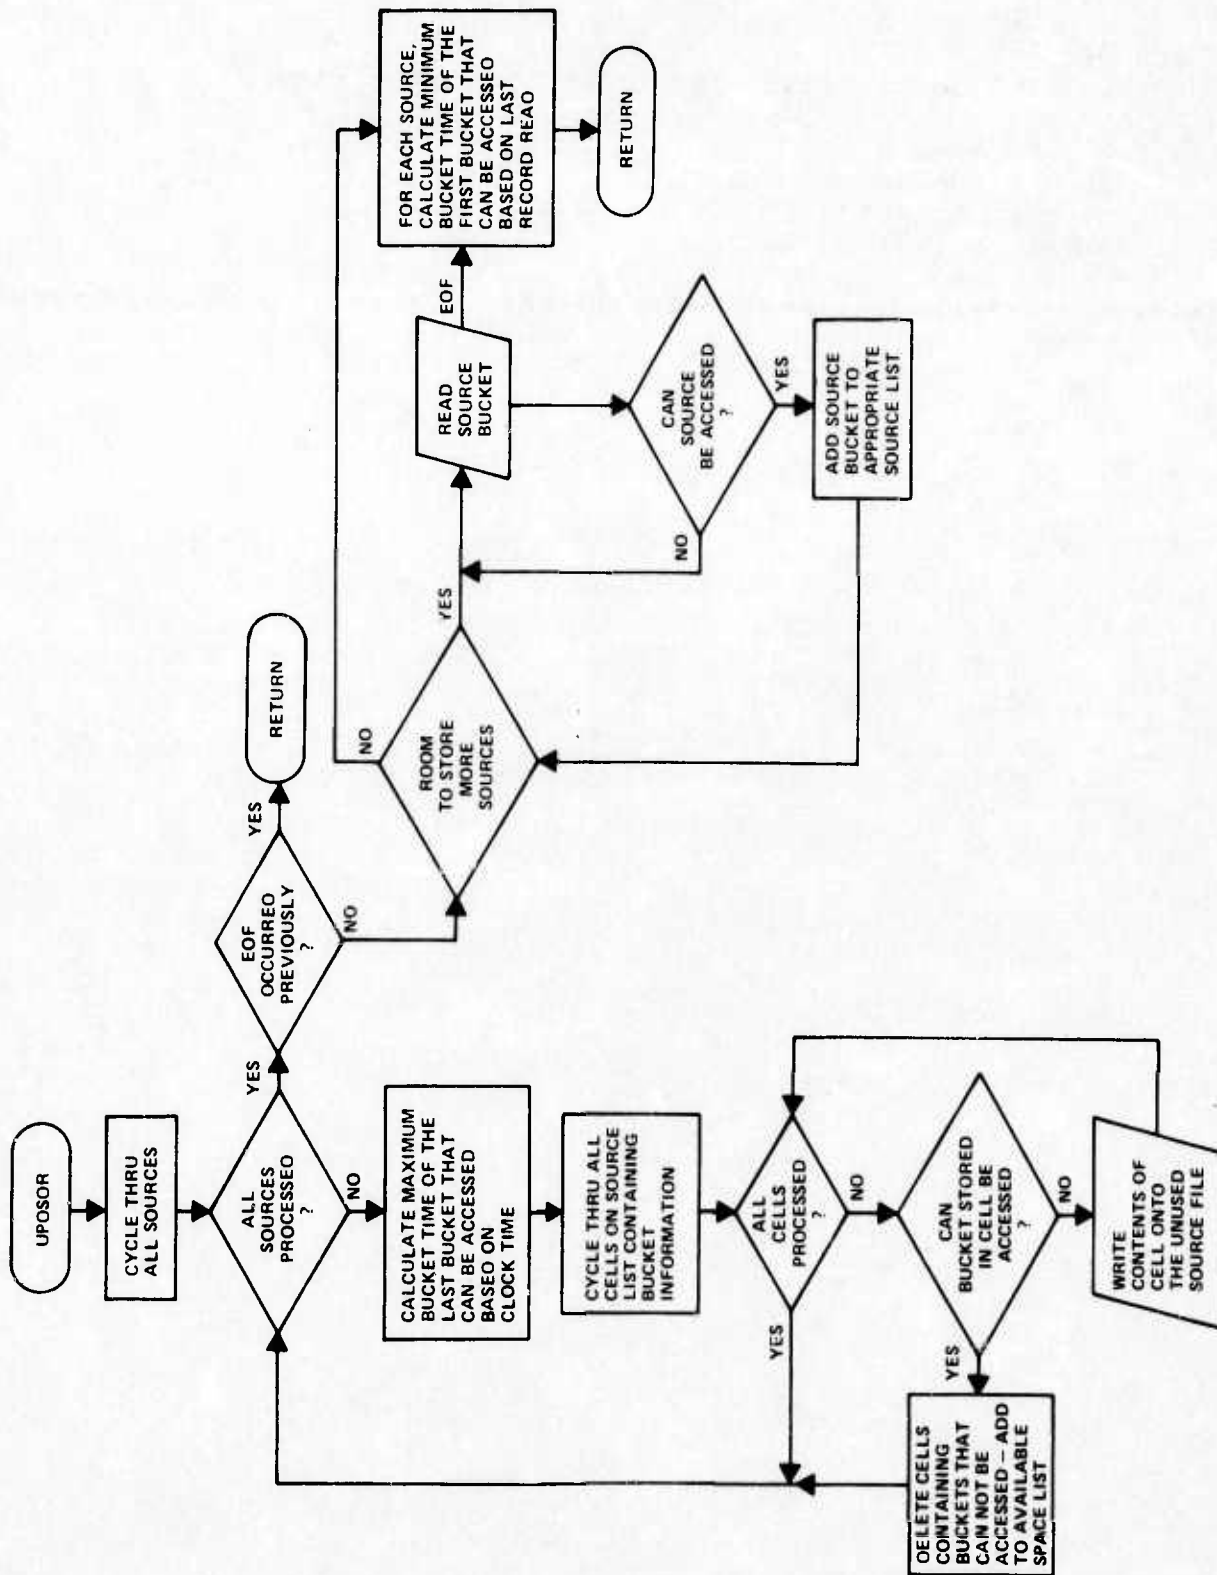 UPOSOR
CYCLE THRU
ALL SOURCES
ALL
SOURCES
PROCESSEO
?
YES
NO
EOF
OCCURREO
PREVIOUSLY
?
YES
NO
RETURN
CALCULATE MAXIMUM
BUCKET TIME OF THE
LAST BUCKET THAT
CAN BE ACCESSED
BASEO ON
CLOCK TIME
CYCLE THRU ALL
CELLS ON SOURCE
LIST CONTAINING
BUCKET
INFORMATION
ALL
CELLS
PROCESSED
?
YES
NO
CAN
BUCKET STORED
IN CELL BE
ACCESSED
?
YES
NO
WRITE
CONTENTS OF
CELL ONTO
THE UNUSED
SOURCE FILE
OELETE CELLS
CONTAINING
BUCKETS THAT
CAN NOT BE
ACCESSED – ADD
TO AVAILABLE
SPACE LIST
ROOM
TO STORE
MORE
SOURCES
NO
YES
READ
SOURCE
BUCKET
EOF
CAN
SOURCE
BE ACCESSED
?
NO
YES
ADD SOURCE
BUCKET TO
APPROPRIATE
SOURCE LIST
FOR EACH SOURCE,
CALCULATE MINIMUM
BUCKET TIME OF THE
FIRST BUCKET THAT
CAN BE ACCESSEO
BASED ON LAST
RECORD REAO
RETURN